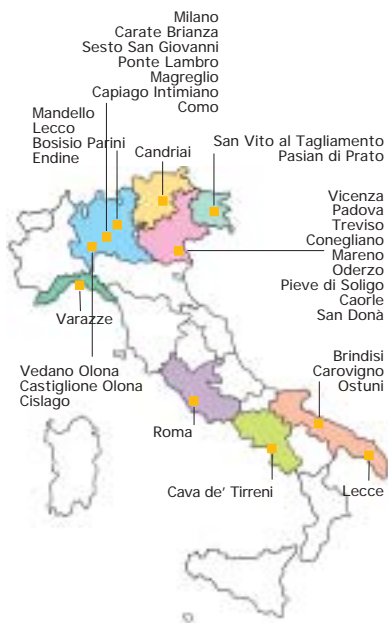 Milano
Carate Brianza
Sesto San Giovanni
Ponte Lambro
Magreglio
Capiago Intimiano
Como
Mandello
Lecco
Bosisio Parini
Endine
Candriai
San Vito al Tagliamento
Pasian di Prato
Vicenza
Padova
Treviso
Conegliano
Mareno
Oderzo
Pieve di Soligo
Caorle
San Donà
Varazze
Vedano Olona
Castiglione Olona
Cislago
Brindisi
Carovigno
Ostuni
Roma
Cava de’ Tirreni
Lecce